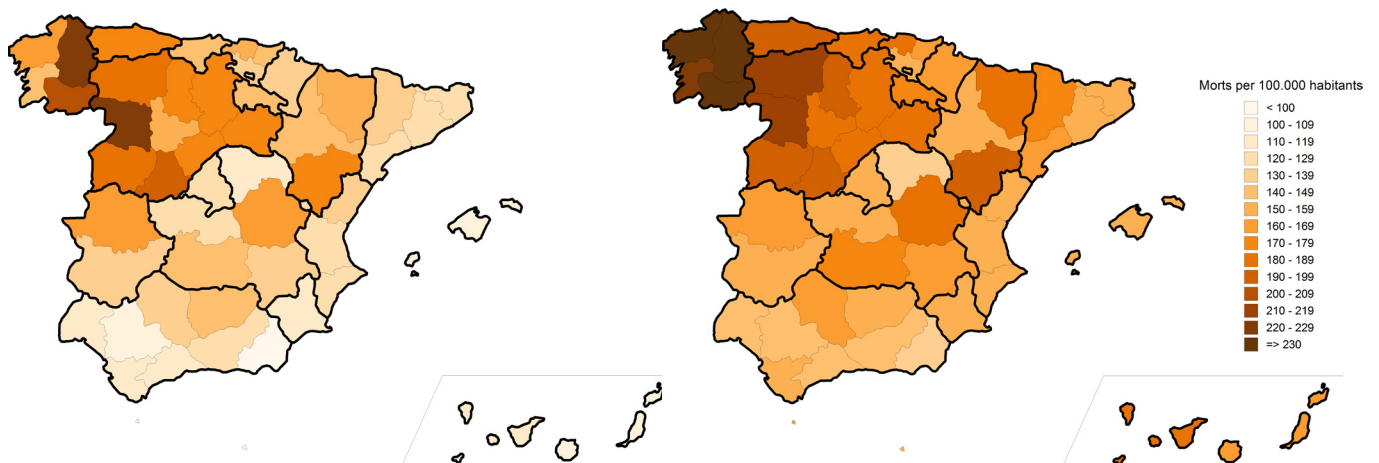 Morts per 100.000 habitants
< 100
100 - 109
110 - 119
120 - 129
130 - 139
140 - 149
150 - 159
160 - 169
170 - 179
180 - 189
190 - 199
200 - 209
210 - 219
220 - 229
=> 230